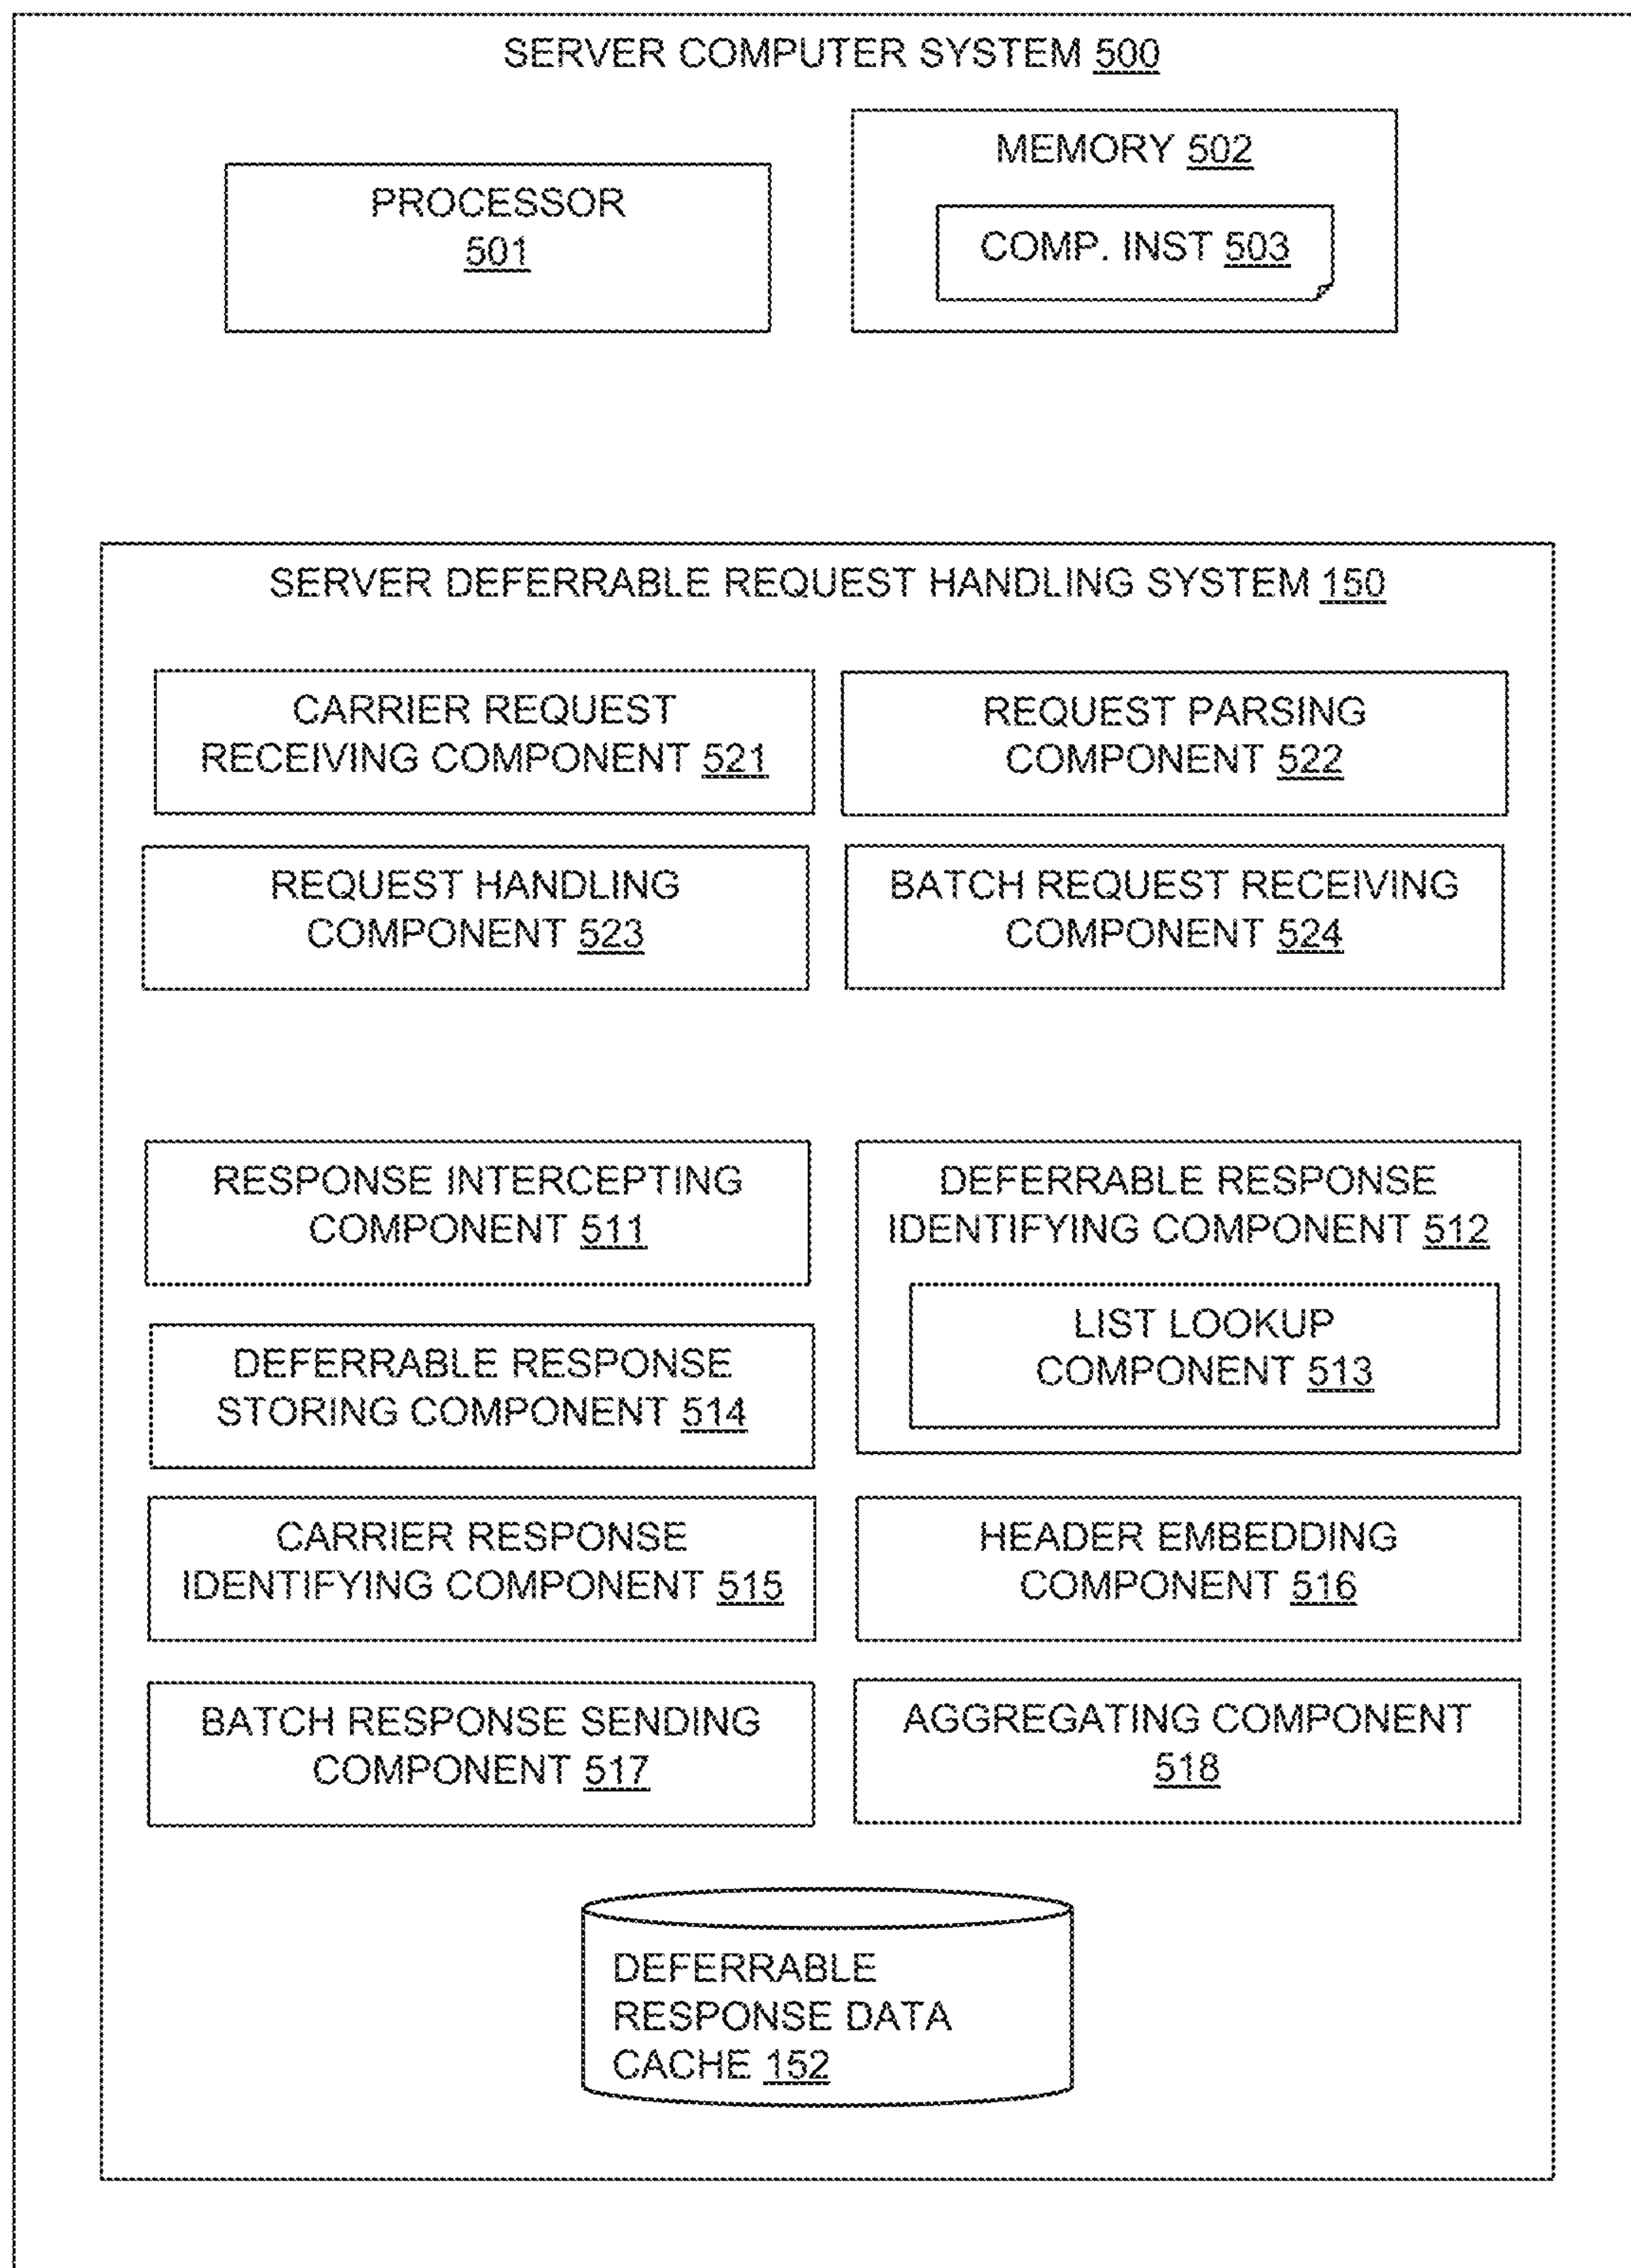 SERVER COMPUTER SYSTEM 500
PROCESSOR
501
MEMORY 502
COMP. INST 503
SERVER DEFERRABLE REQUEST HANDLING SYSTEM 150
CARRIER REQUEST
RECEIVING COMPONENT 521
REQUEST PARSING
COMPONENT 522
REQUEST HANDLING
COMPONENT 523
BATCH REQUEST RECEIVING
COMPONENT 524
RESPONSE INTERCEPTING
COMPONENT 511
DEFERRABLE RESPONSE
IDENTIFYING COMPONENT 512
LIST LOOKUP
COMPONENT 513
DEFERRABLE RESPONSE
STORING COMPONENT 514
CARRIER RESPONSE
IDENTIFYING COMPONENT 515
HEADER EMBEDDING
COMPONENT 516
BATCH RESPONSE SENDING
COMPONENT 517
AGGREGATING COMPONENT
518
DEFERRABLE
RESPONSE DATA
CACHE 152